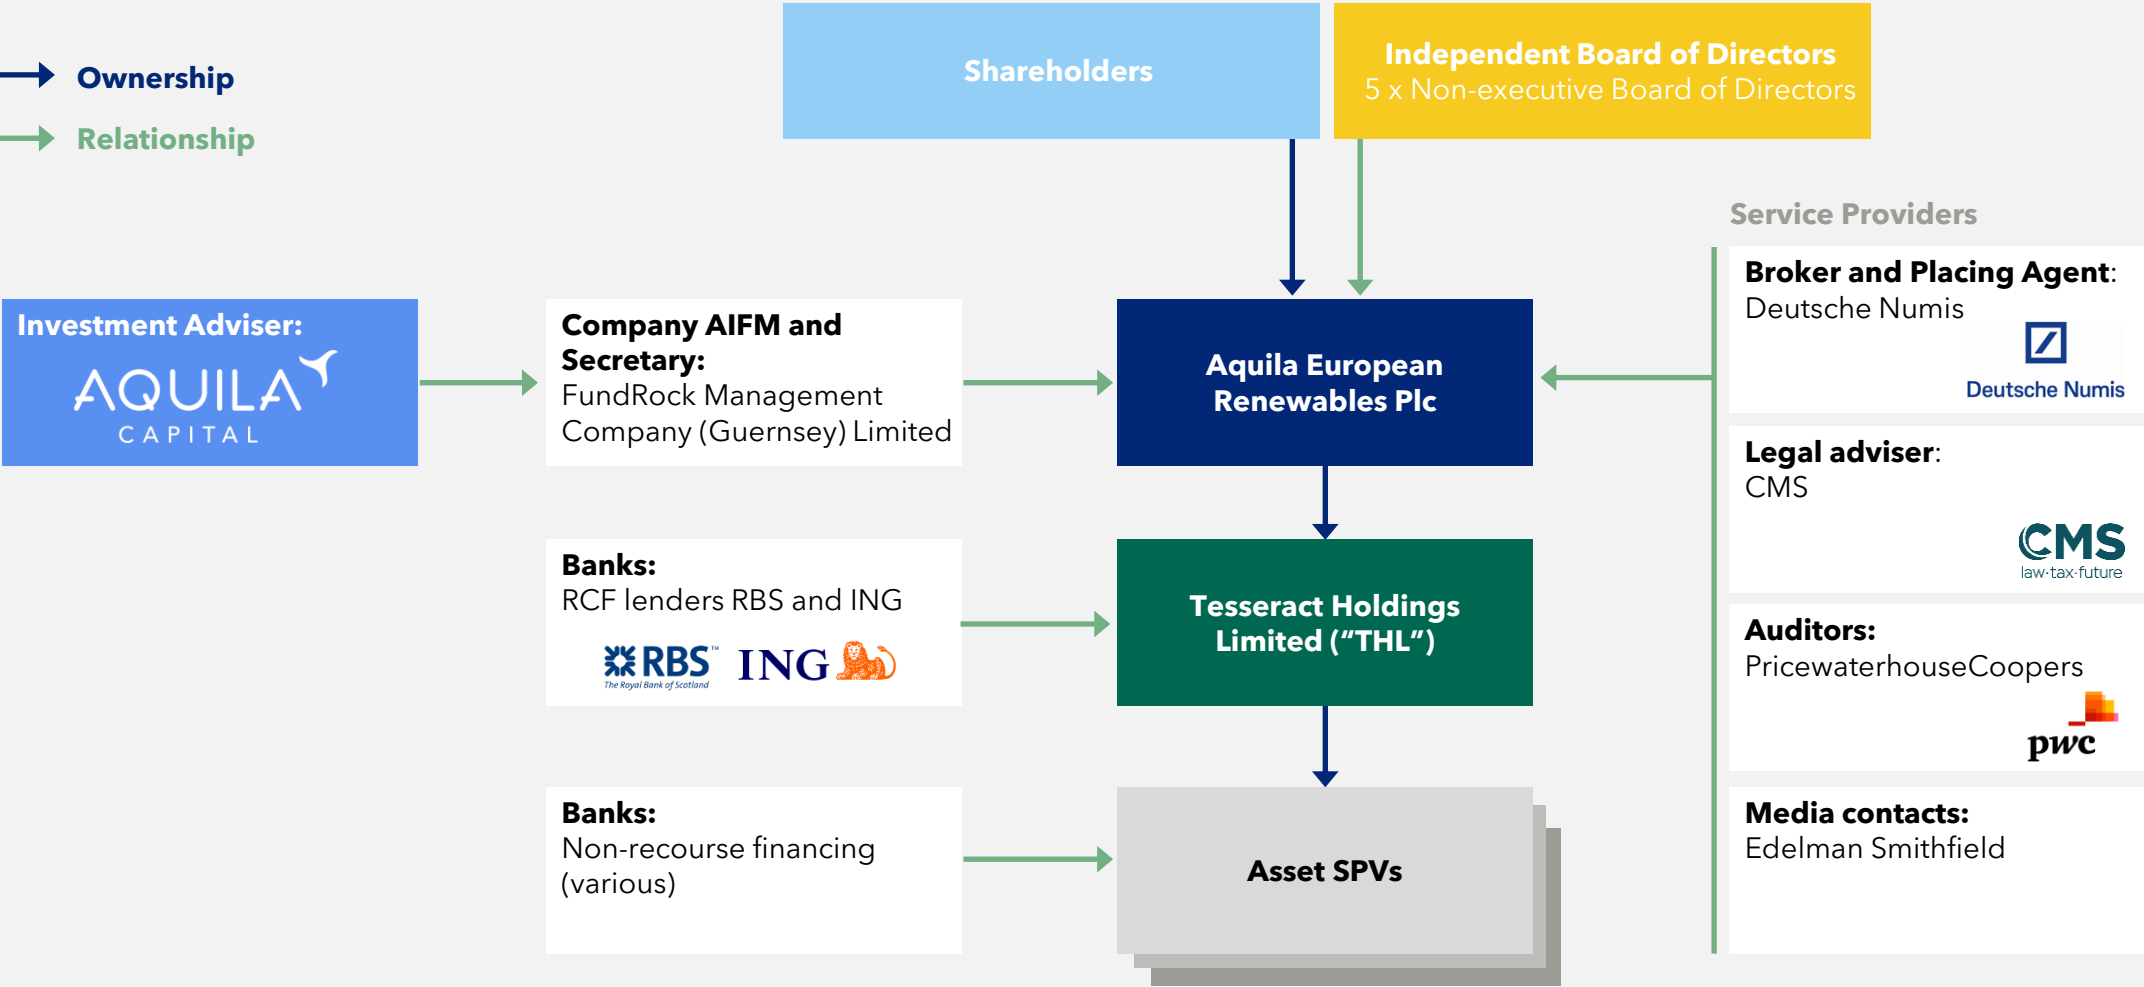 Ownership
Relationship
Shareholders
Independent Board of Directors
5 x Non-executive Board of Directors
Investment Adviser:
AQUILA
CAPITAL
Company AIFM and
Secretary:
FundRock Management
Company (Guernsey) Limited
Aquila European
Renewables Plc
Banks:
RCF lenders RBS and ING
RBS™
The Royal Bank of Scotland
ING
Tesseract Holdings
Limited (“THL”)
Banks:
Non-recourse financing
(various)
Asset SPVs
Service Providers
Broker and Placing Agent:
Deutsche Numis
Deutsche Numis
Legal adviser:
CMS
CMS
law·tax·future
Auditors:
PricewaterhouseCoopers
pwc
Media contacts:
Edelman Smithfield